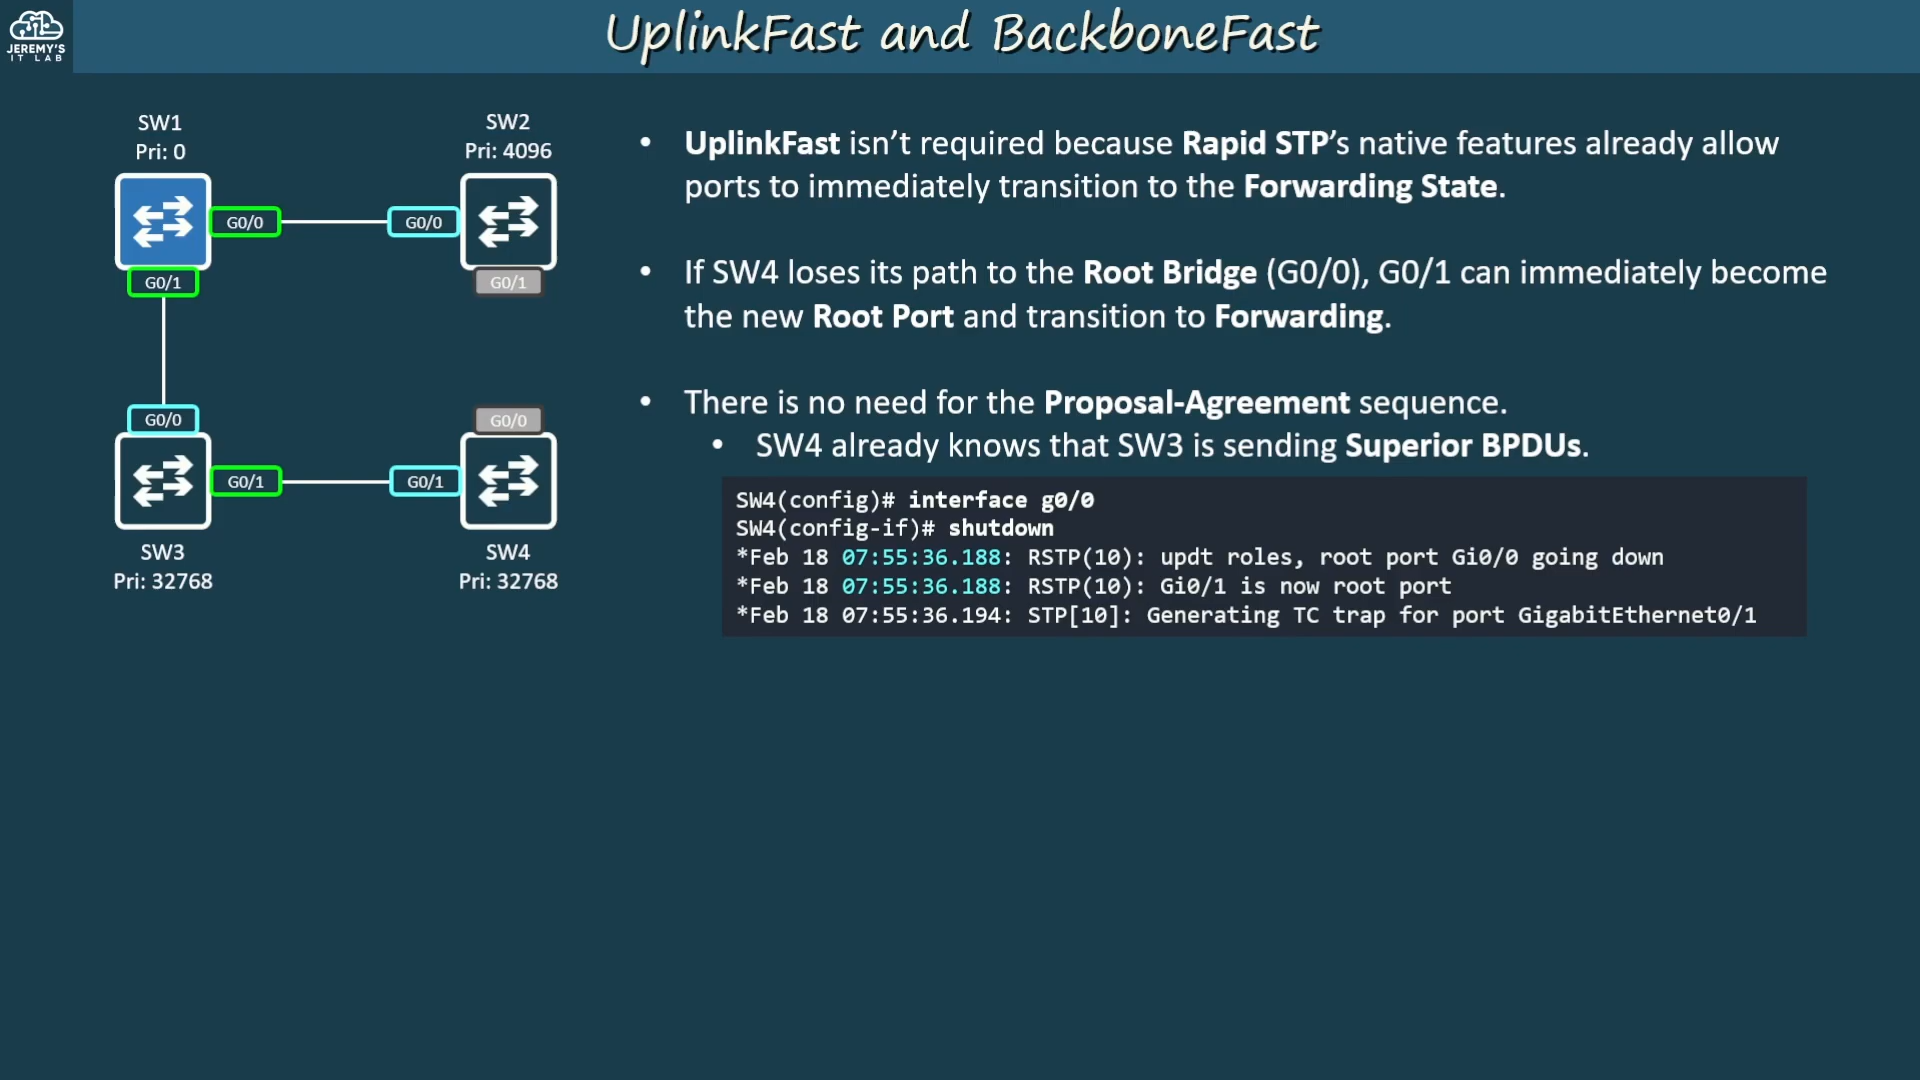 JEREMY'S
IT LAB
UplinkFast and BackboneFast
SW1
Pri: 0
SW2
Pri: 4096
G0/0
G0/0
G0/1
G0/1
G0/0
G0/0
G0/1
G0/1
SW3
Pri: 32768
SW4
Pri: 32768
• UplinkFast isn’t required because Rapid STP’s native features already allow
ports to immediately transition to the Forwarding State.
• If SW4 loses its path to the Root Bridge (G0/0), G0/1 can immediately become
the new Root Port and transition to Forwarding.
• There is no need for the Proposal-Agreement sequence.
• SW4 already knows that SW3 is sending Superior BPDUs.
SW4(config)# interface g0/0
SW4(config-if)# shutdown
*Feb 18 07:55:36.188: RSTP(10): updt roles, root port Gi0/0 going down
*Feb 18 07:55:36.188: RSTP(10): Gi0/1 is now root port
*Feb 18 07:55:36.194: STP[10]: Generating TC trap for port GigabitEthernet0/1